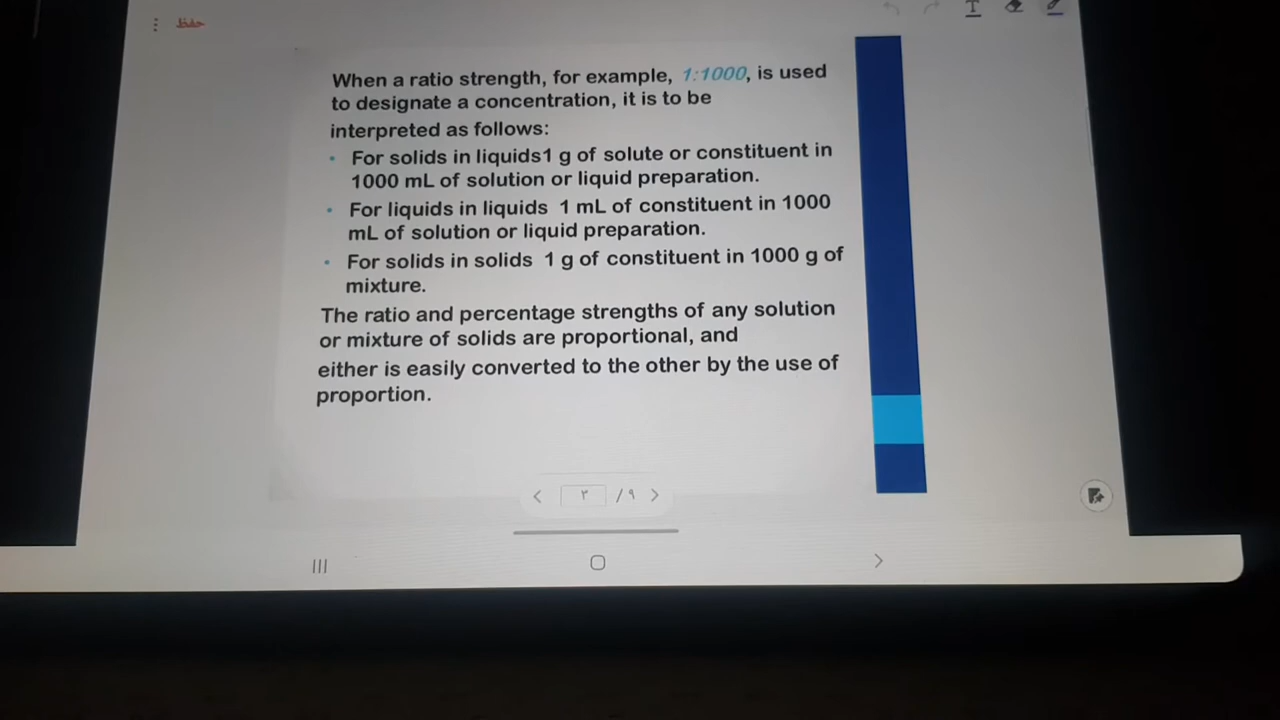 حفظ
When a ratio strength, for example, 1:1000, is used
to designate a concentration, it is to be
interpreted as follows:
• For solids in liquids1 g of solute or constituent in
1000 mL of solution or liquid preparation.
• For liquids in liquids 1 mL of constituent in 1000
mL of solution or liquid preparation.
• For solids in solids 1 g of constituent in 1000 g of
mixture.
The ratio and percentage strengths of any solution
or mixture of solids are proportional, and
either is easily converted to the other by the use of
proportion.
٣ / ٩